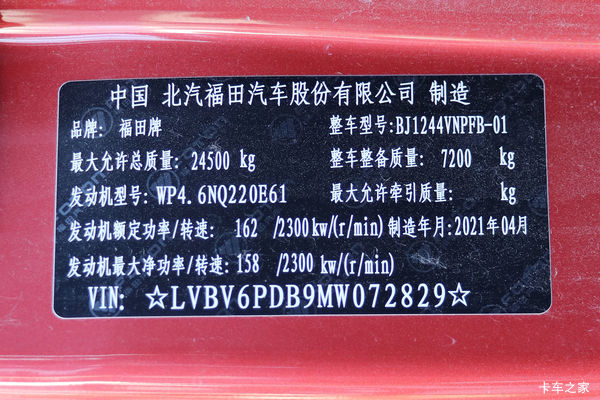 中国 北汽福田汽车股份有限公司 制造
品牌: 福田牌 整车型号:BJ1244VNPFB-01
最大允许总质量: 24500 kg 整车整备质量: 7200 kg
发动机型号: WP4.6NQ220E61 最大允许牵引质量: kg
发动机额定功率/转速: 162 /2300kw/(r/min) 制造年月:2021年04月
发动机最大净功率/转速:158 /2300 kw/(r/min)
VIN: ☆LVBV6PDB9MW072829☆
卡车之家